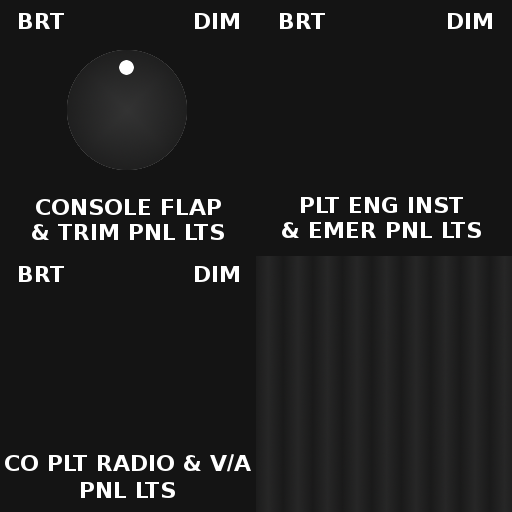 BRT DIM
CONSOLE FLAP
& TRIM PNL LTS
BRT DIM
PLT ENG INST
& EMER PNL LTS
BRT DIM
CO PLT RADIO & V/A
PNL LTS